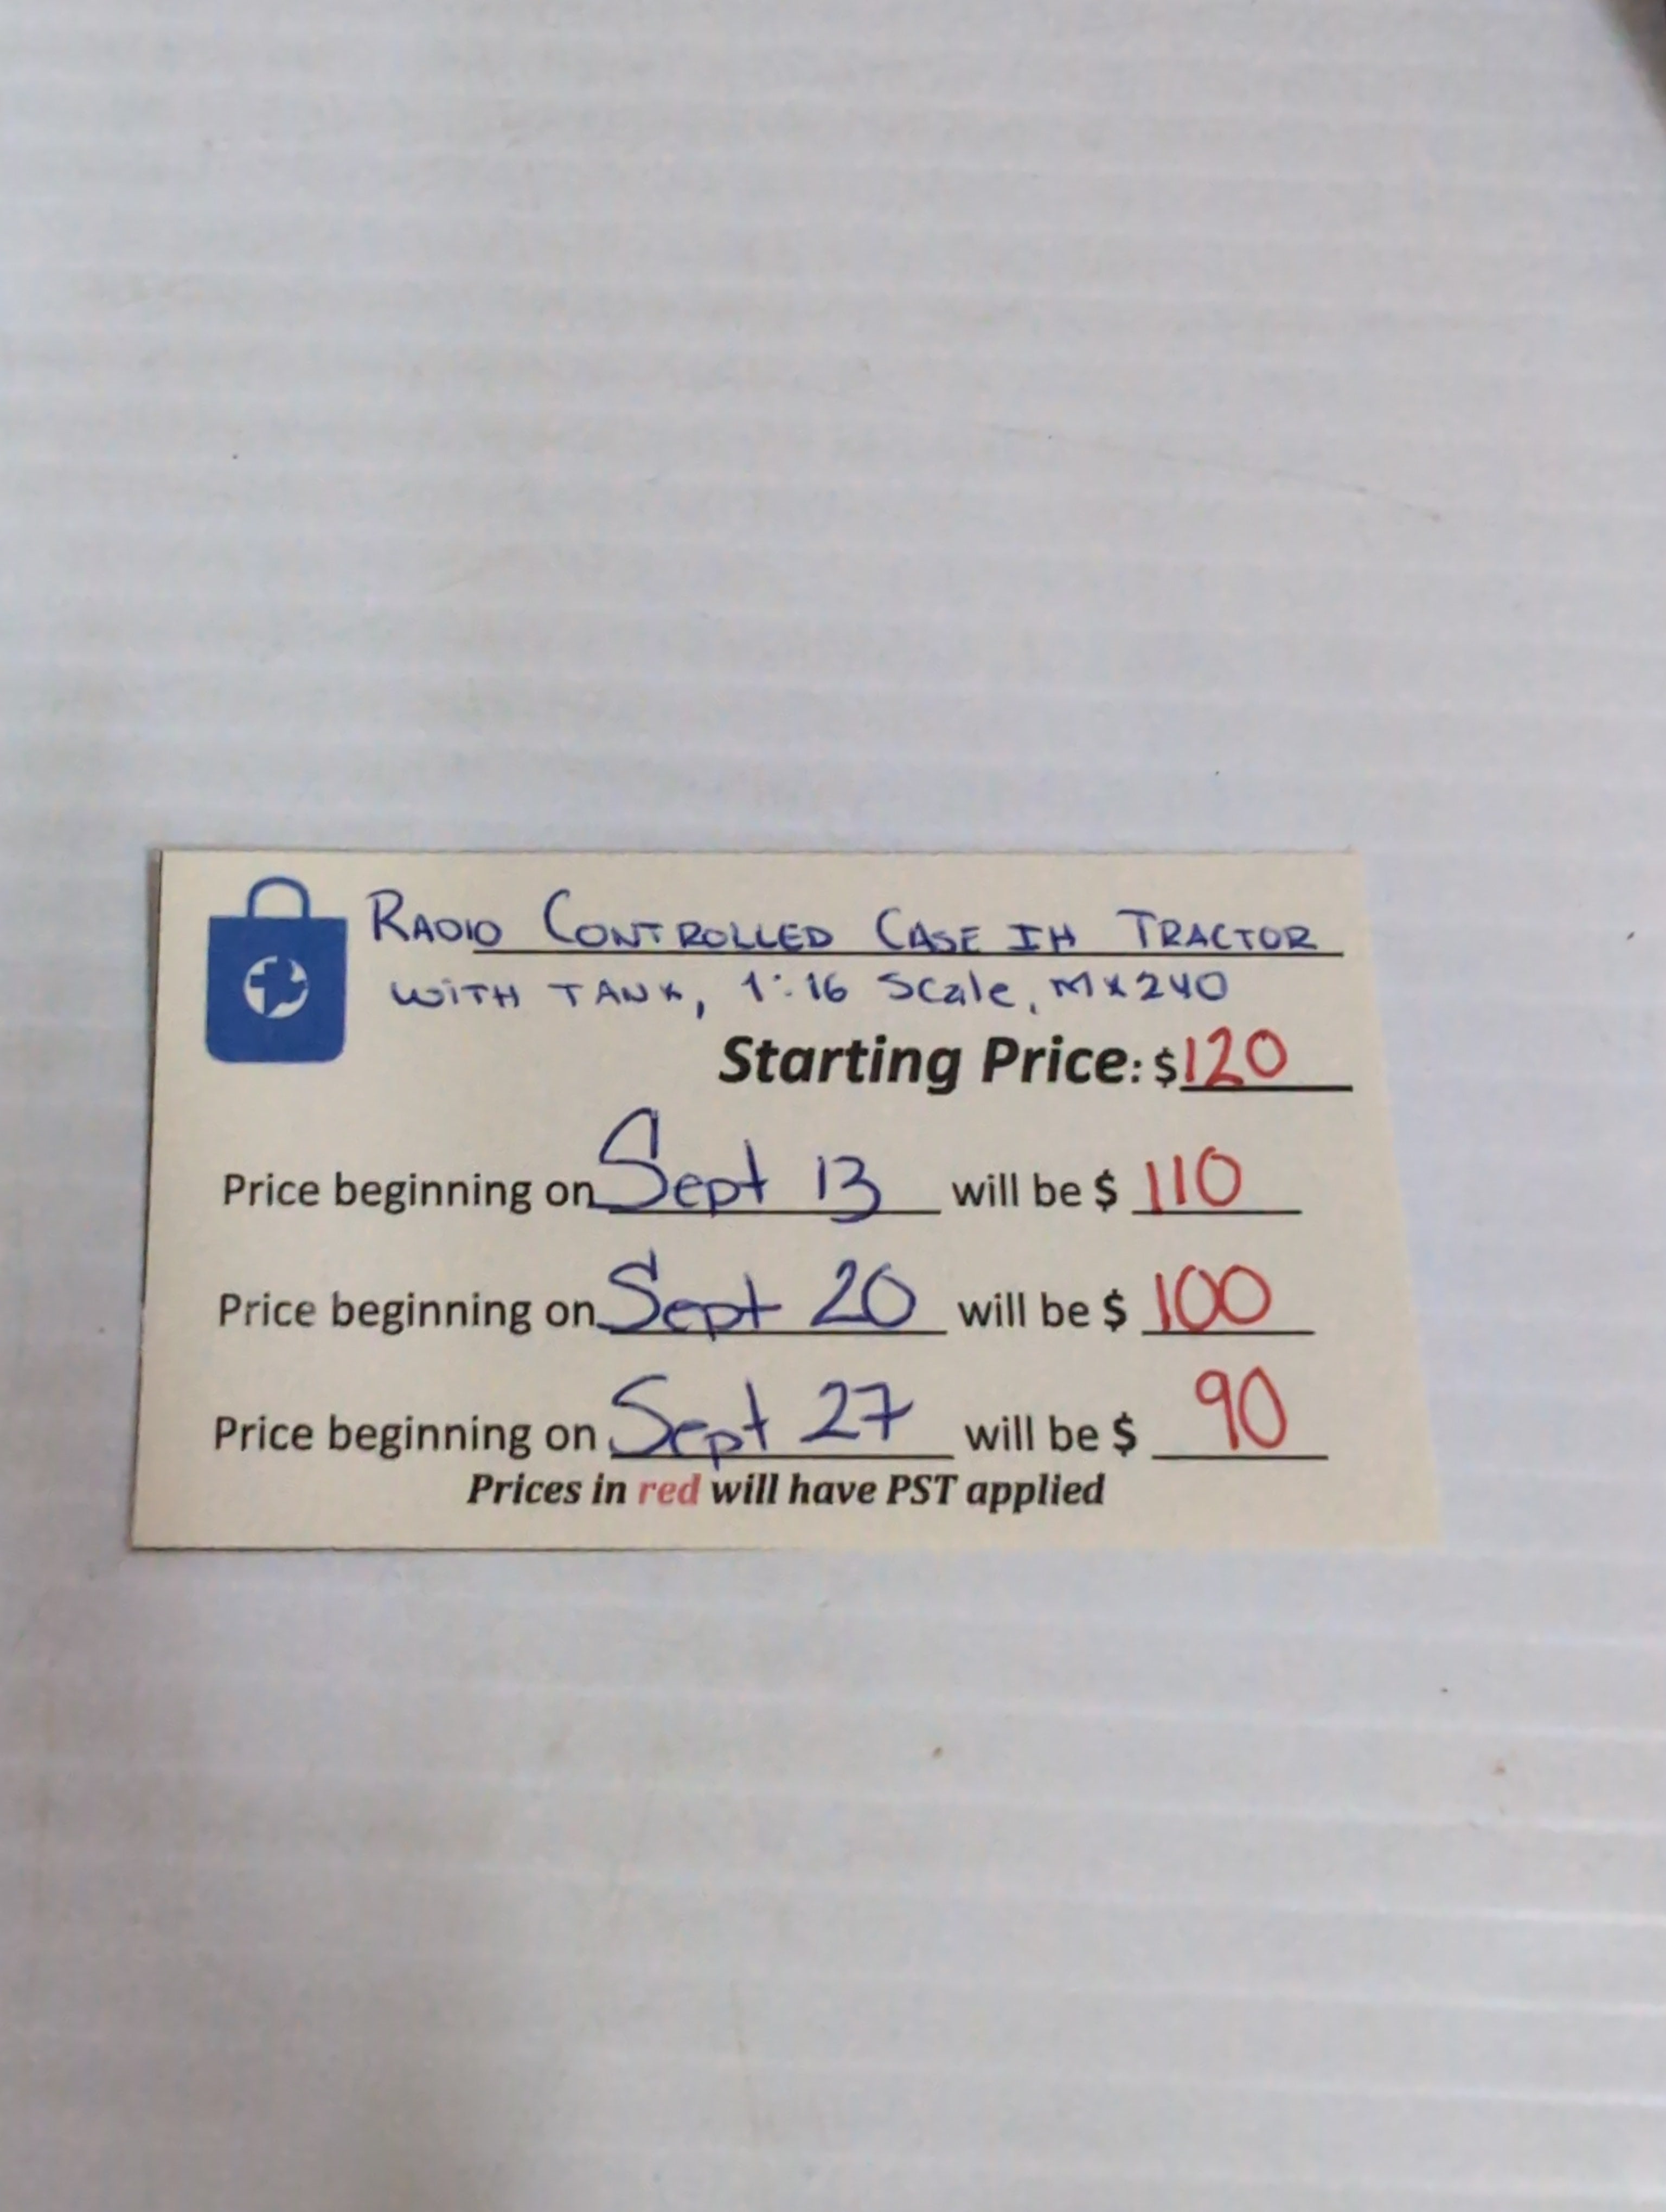 RADIO CONTROLLED CASE IH TRACTOR
WITH TANK, 1:16 Scale, MX240
Starting Price: $120
Price beginning on Sept 13 will be $ 110
Price beginning on Sept 20 will be $ 100
Price beginning on Sept 27 will be $ 90
Prices in red will have PST applied